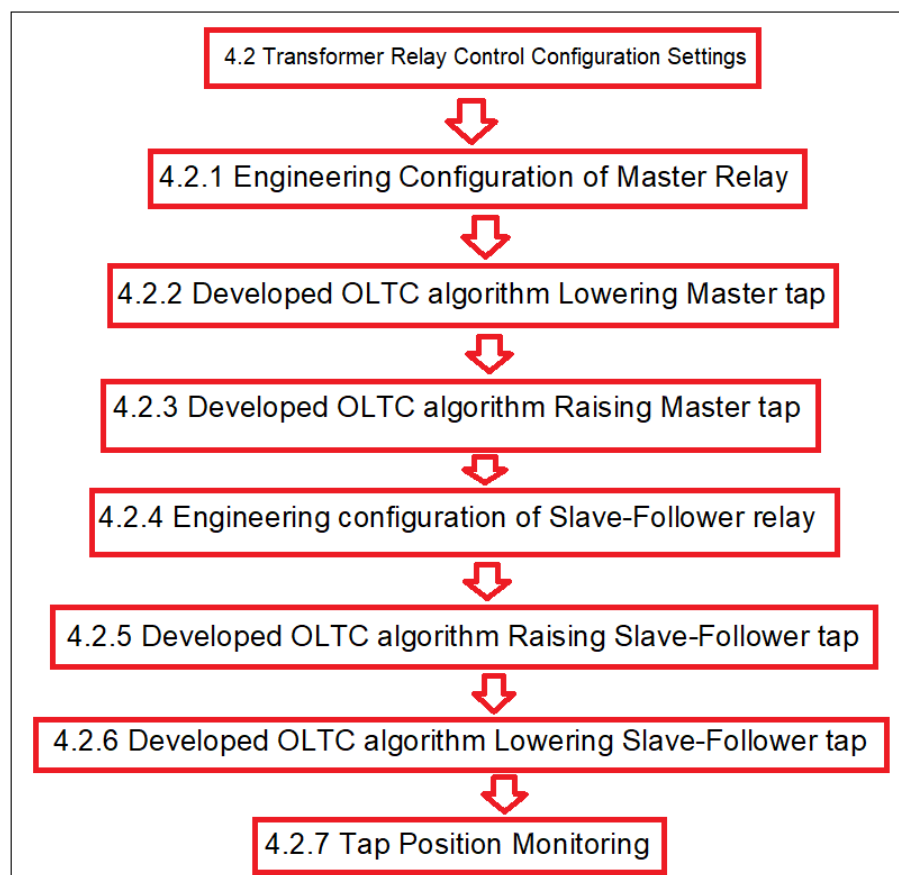 4.2 Transformer Relay Control Configuration Settings
4.2.1 Engineering Configuration of Master Relay
4.2.2 Developed OLTC algorithm Lowering Master tap
4.2.3 Developed OLTC algorithm Raising Master tap
4.2.4 Engineering configuration of Slave-Follower relay
4.2.5 Developed OLTC algorithm Raising Slave-Follower tap
4.2.6 Developed OLTC algorithm Lowering Slave-Follower tap
4.2.7 Tap Position Monitoring